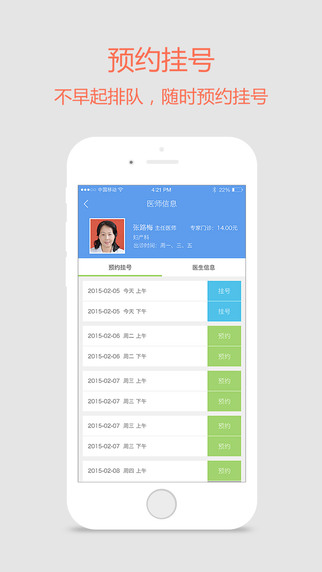 预约挂号
不早起排队，随时预约挂号
中国移动 4:21 PM 22%
医师信息
张路梅 主任医师 专家门诊：14.00元
妇产科
出诊时间：周一、三、五
预约挂号 医生信息
2015-02-05 今天 上午 挂号
2015-02-05 今天 下午 挂号
2015-02-06 周二 上午 预约
2015-02-06 周二 下午 预约
2015-02-07 周三 上午 预约
2015-02-07 周三 下午 预约
2015-02-07 周三 上午 预约
2015-02-07 周三 下午 预约
2015-02-08 周四 上午 预约